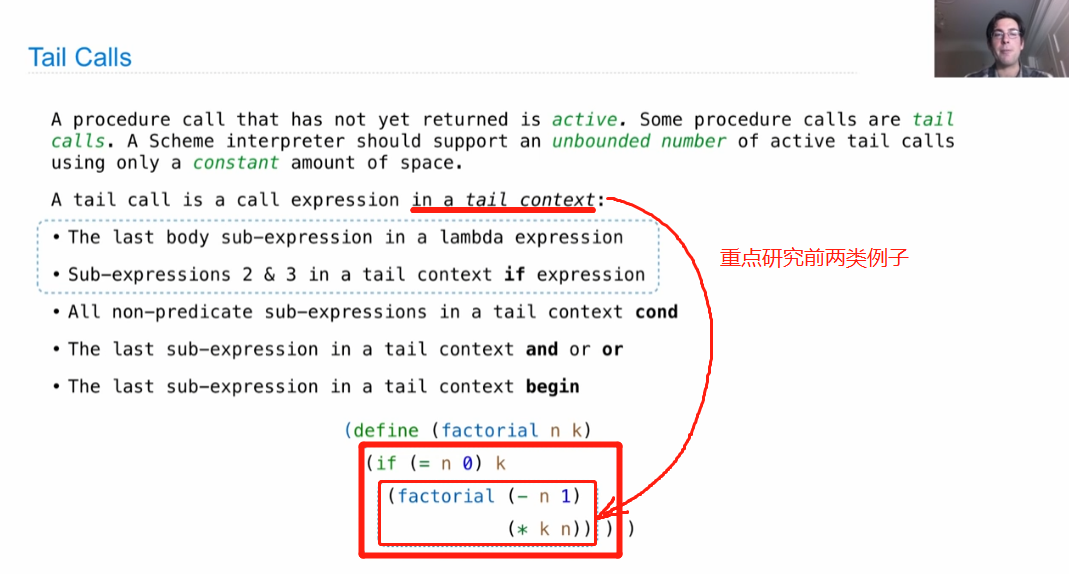 Tail Calls
A procedure call that has not yet returned is active. Some procedure calls are tail
calls. A Scheme interpreter should support an unbounded number of active tail calls
using only a constant amount of space.
A tail call is a call expression in a tail context:
• The last body sub-expression in a lambda expression
重点研究前两类例子
• Sub-expressions 2 & 3 in a tail context if expression
• All non-predicate sub-expressions in a tail context cond
• The last sub-expression in a tail context and or or
• The last sub-expression in a tail context begin
(define (factorial n k)
(if (= n 0) k
(factorial (- n 1)
(* k n)) ) )